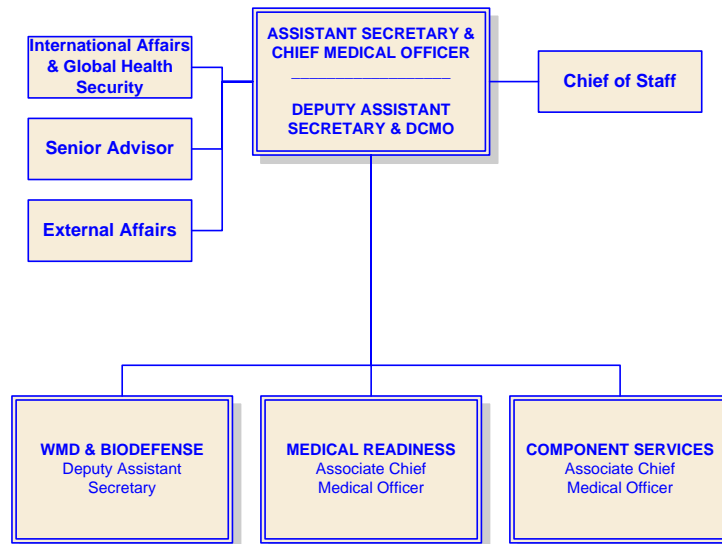 International Affairs
& Global Health
Security
ASSISTANT SECRETARY &
CHIEF MEDICAL OFFICER
___________________
DEPUTY ASSISTANT
SECRETARY & DCMO
Chief of Staff
Senior Advisor
External Affairs
WMD & BIODEFENSE
Deputy Assistant
Secretary
MEDICAL READINESS
Associate Chief
Medical Officer
COMPONENT SERVICES
Associate Chief
Medical Officer